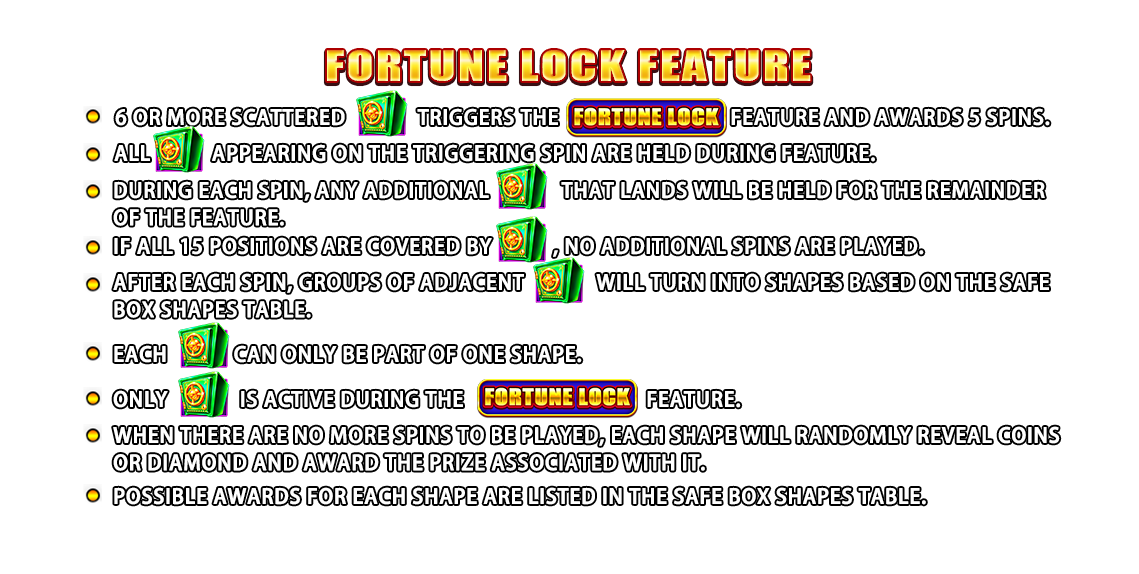 FORTUNE LOCK FEATURE
6 OR MORE SCATTERED TRIGGERS THE FORTUNE LOCK FEATURE AND AWARDS 5 SPINS.
ALL APPEARING ON THE TRIGGERING SPIN ARE HELD DURING FEATURE.
DURING EACH SPIN, ANY ADDITIONAL THAT LANDS WILL BE HELD FOR THE REMAINDER
OF THE FEATURE.
IF ALL 15 POSITIONS ARE COVERED BY , NO ADDITIONAL SPINS ARE PLAYED.
AFTER EACH SPIN, GROUPS OF ADJACENT WILL TURN INTO SHAPES BASED ON THE SAFE
BOX SHAPES TABLE.
EACH CAN ONLY BE PART OF ONE SHAPE.
ONLY IS ACTIVE DURING THE FORTUNE LOCK FEATURE.
WHEN THERE ARE NO MORE SPINS TO BE PLAYED, EACH SHAPE WILL RANDOMLY REVEAL COINS
OR DIAMOND AND AWARD THE PRIZE ASSOCIATED WITH IT.
POSSIBLE AWARDS FOR EACH SHAPE ARE LISTED IN THE SAFE BOX SHAPES TABLE.